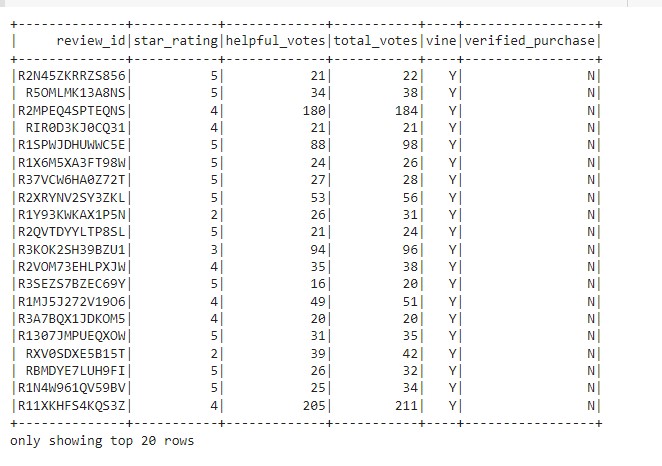 +--------------+-----------+-------------+-----------+----+-----------------+
|     review_id|star_rating|helpful_votes|total_votes|vine|verified_purchase|
+--------------+-----------+-------------+-----------+----+-----------------+
|R2N45ZKRRZS856|          5|           21|         22|   Y|                N|
| R5OMLMK13A8NS|          5|           34|         38|   Y|                N|
|R2MPEQ4SPTEQNS|          4|          180|        184|   Y|                N|
| RIR0D3KJ0CQ31|          4|           21|         21|   Y|                N|
|R1SPWJDHUWWC5E|          5|           88|         98|   Y|                N|
|R1X6M5XA3FT98W|          5|           24|         26|   Y|                N|
|R37VCW6HA0Z72T|          5|           27|         28|   Y|                N|
|R2XRYNV2SY3ZKL|          5|           53|         56|   Y|                N|
|R1Y93KWKAX1P5N|          2|           26|         31|   Y|                N|
|R2QVTDYYLTP8SL|          5|           21|         24|   Y|                N|
|R3KOK2SH39BZU1|          3|           94|         96|   Y|                N|
|R2VOM73EHLPXJW|          4|           35|         38|   Y|                N|
|R3SEZS7BZEC69Y|          5|           16|         20|   Y|                N|
|R1MJ5J272V19O6|          4|           49|         51|   Y|                N|
|R3A7BQX1JDKOM5|          4|           20|         20|   Y|                N|
|R1307JMPUEQXOW|          5|           31|         35|   Y|                N|
| RXV0SDXE5B15T|          2|           39|         42|   Y|                N|
| RBMDYE7LUH9FI|          5|           26|         32|   Y|                N|
|R1N4W961QV59BV|          5|           25|         34|   Y|                N|
|R11XKHFS4KQS3Z|          4|          205|        211|   Y|                N|
+--------------+-----------+-------------+-----------+----+-----------------+
only showing top 20 rows